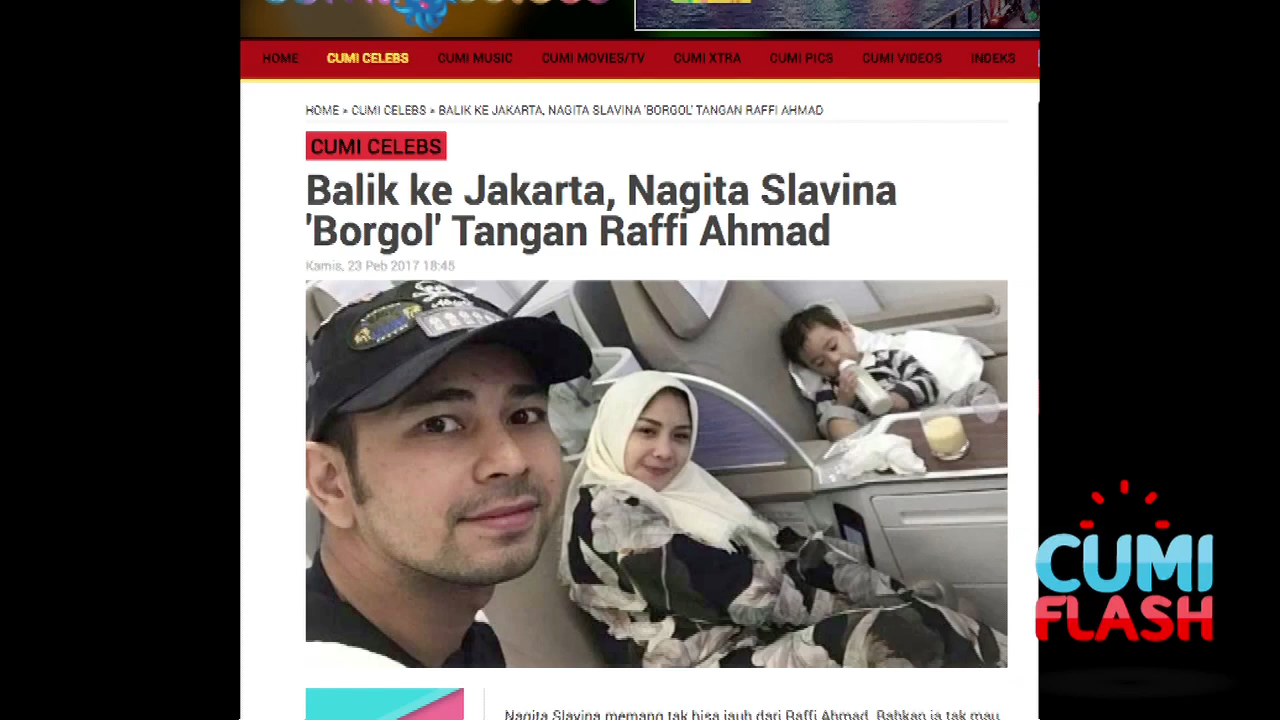 HOME CUMI CELEBS CUMI MUSIC CUMI MOVIES/TV CUMI XTRA CUMI PICS CUMI VIDEOS INDEKS
HOME » CUMI CELEBS » BALIK KE JAKARTA, NAGITA SLAVINA 'BORGOL' TANGAN RAFFI AHMAD
CUMI CELEBS
Balik ke Jakarta, Nagita Slavina
'Borgol' Tangan Raffi Ahmad
Kamis, 23 Peb 2017 18:45
CUMI
FLASH
Nagita Slavina memang tak bisa jauh dari Raffi Ahmad. Bahkan ia tak mau